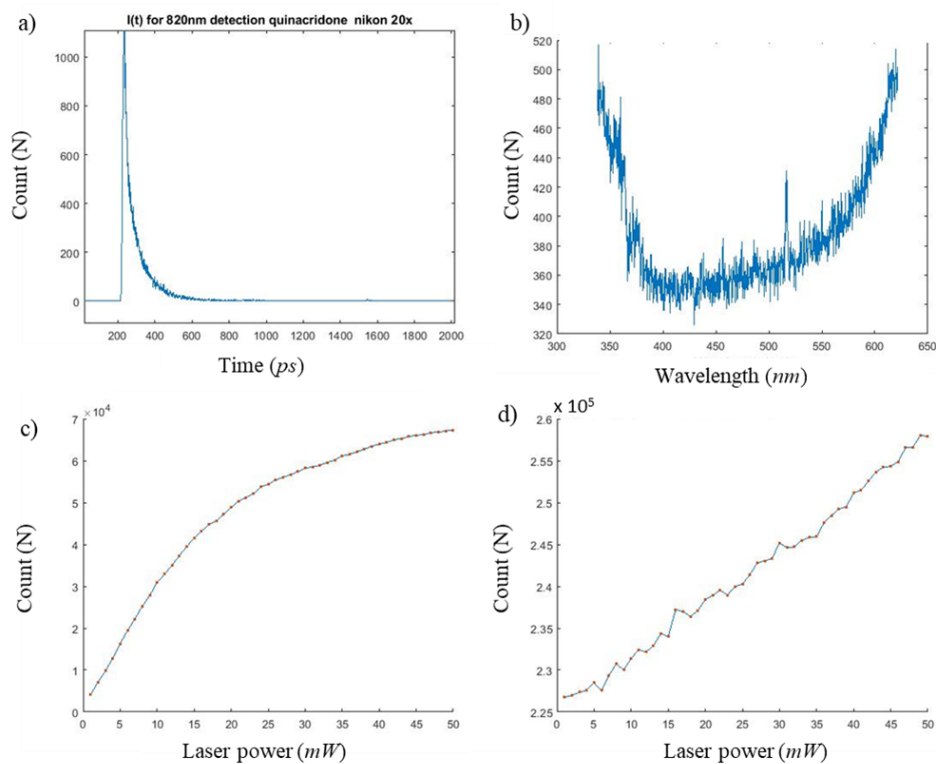 a)
I(t) for 820nm detection quinacridone nikon 20x
1000
800
600
400
200
0
Count (N)
200 400 600 800 1000 1200 1400 1600 1800 2000
Time (ps)
b)
520
500
480
460
440
420
400
380
360
340
320
Count (N)
300 350 400 450 500 550 600 650
Wavelength (nm)
c)
× 10^4
7
6
5
4
3
2
1
0
Count (N)
0 5 10 15 20 25 30 35 40 45 50
Laser power (mW)
d)
x 10^5
2.6
2.55
2.5
2.45
2.4
2.35
2.3
2.25
Count (N)
0 5 10 15 20 25 30 35 40 45 50
Laser power (mW)